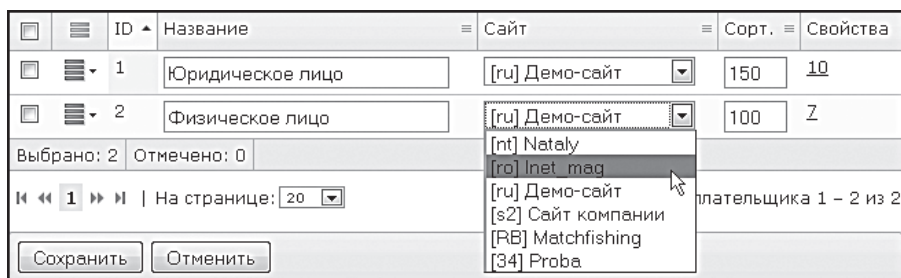 ID Название Сайт Сорт. Свойства
1 Юридическое лицо [ru] Демо-сайт 150 10
2 Физическое лицо [ru] Демо-сайт 100 7
[nt] Nataly
Выбрано: 2 Отмечено: 0
[ro] Inet_mag
[ru] Демо-сайт
1 | На странице: 20 плательщика 1 – 2 из 2
[s2] Сайт компании
[RB] Matchfishing
Сохранить Отменить
[34] Proba